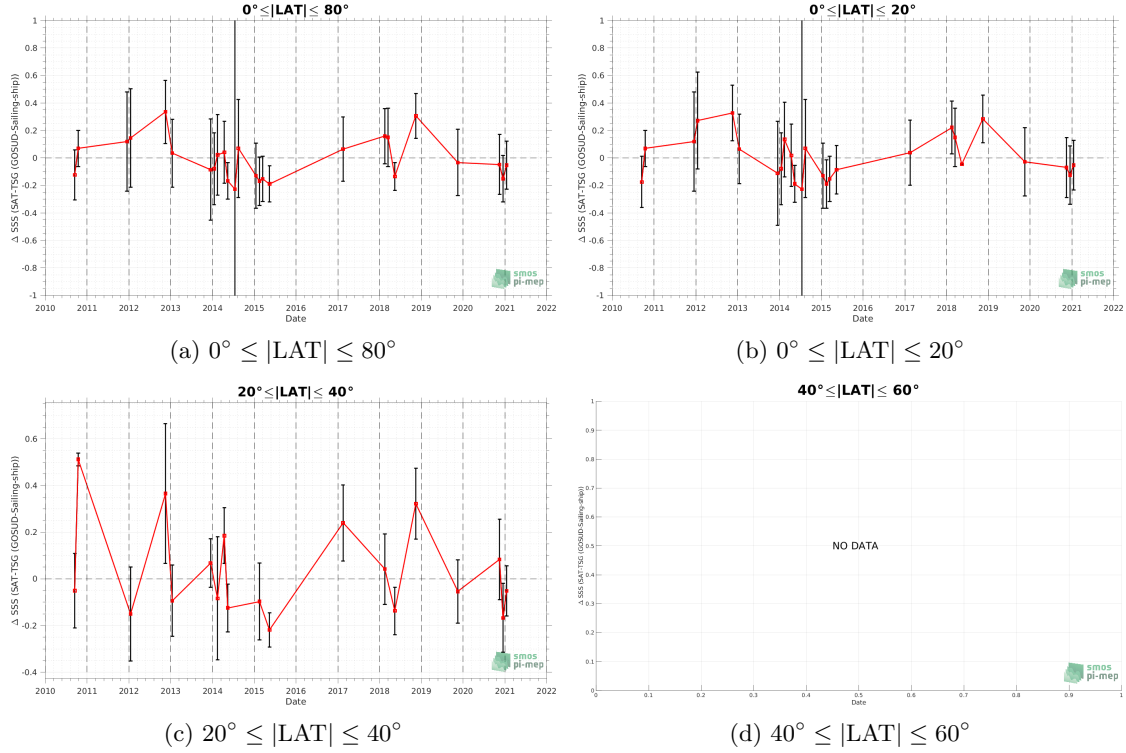 0°≤|LAT|≤ 80°
Δ SSS (SAT-TSG (GOSUD-Sailing-ship))
1
0.8
0.6
0.4
0.2
0
-0.2
-0.4
-0.6
-0.8
-1
2010 2011 2012 2013 2014 2015 2016 2017 2018 2019 2020 2021 2022
Date
smos
pi-mep
(a) 0° ≤ |LAT| ≤ 80°
0°≤|LAT|≤ 20°
Δ SSS (SAT-TSG (GOSUD-Sailing-ship))
1
0.8
0.6
0.4
0.2
0
-0.2
-0.4
-0.6
-0.8
-1
2010 2011 2012 2013 2014 2015 2016 2017 2018 2019 2020 2021 2022
Date
smos
pi-mep
(b) 0° ≤ |LAT| ≤ 20°
20°≤|LAT|≤ 40°
Δ SSS (SAT-TSG (GOSUD-Sailing-ship))
0.6
0.4
0.2
0
-0.2
-0.4
2010 2011 2012 2013 2014 2015 2016 2017 2018 2019 2020 2021 2022
Date
smos
pi-mep
(c) 20° ≤ |LAT| ≤ 40°
40°≤|LAT|≤ 60°
Δ SSS (SAT-TSG (GOSUD-Sailing-ship))
1
0.9
0.8
0.7
0.6
0.5
0.4
0.3
0.2
0.1
0
NO DATA
0 0.1 0.2 0.3 0.4 0.5 0.6 0.7 0.8 0.9 1
Date
smos
pi-mep
(d) 40° ≤ |LAT| ≤ 60°